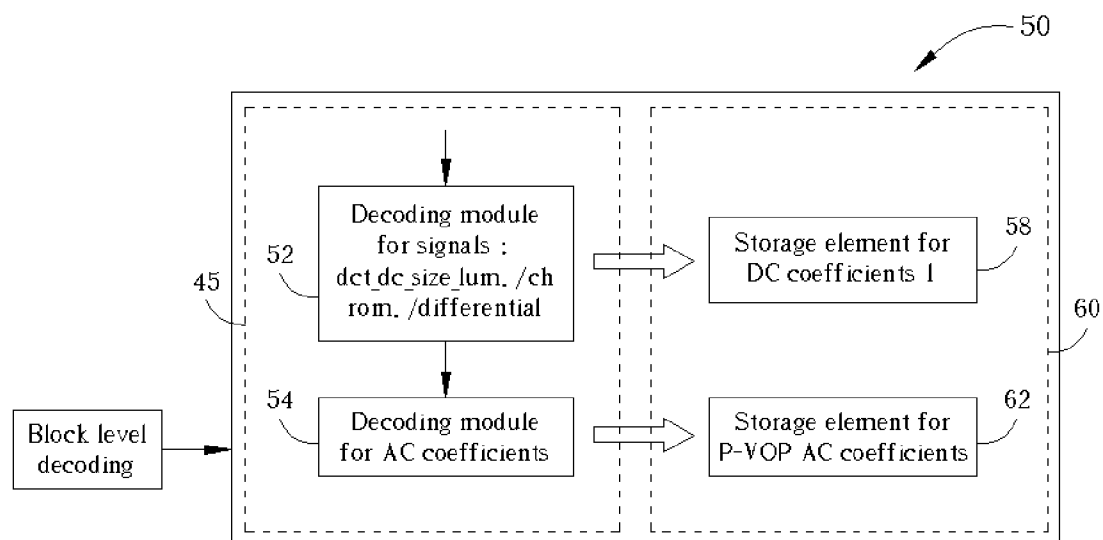 50
Decoding module
for signals :
dct_dc_size_lum. /ch
rom. /differential
52
45
Storage element for
DC coefficients 1
58
60
54
Decoding module
for AC coefficients
Storage element for
P-VOP AC coefficients
62
Block level
decoding